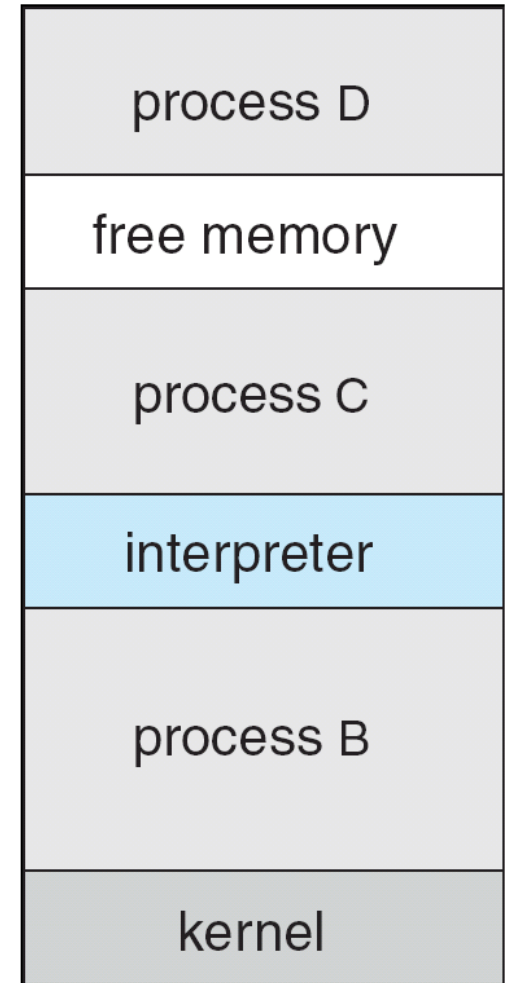 process D
free memory
process C
interpreter
process B
kernel